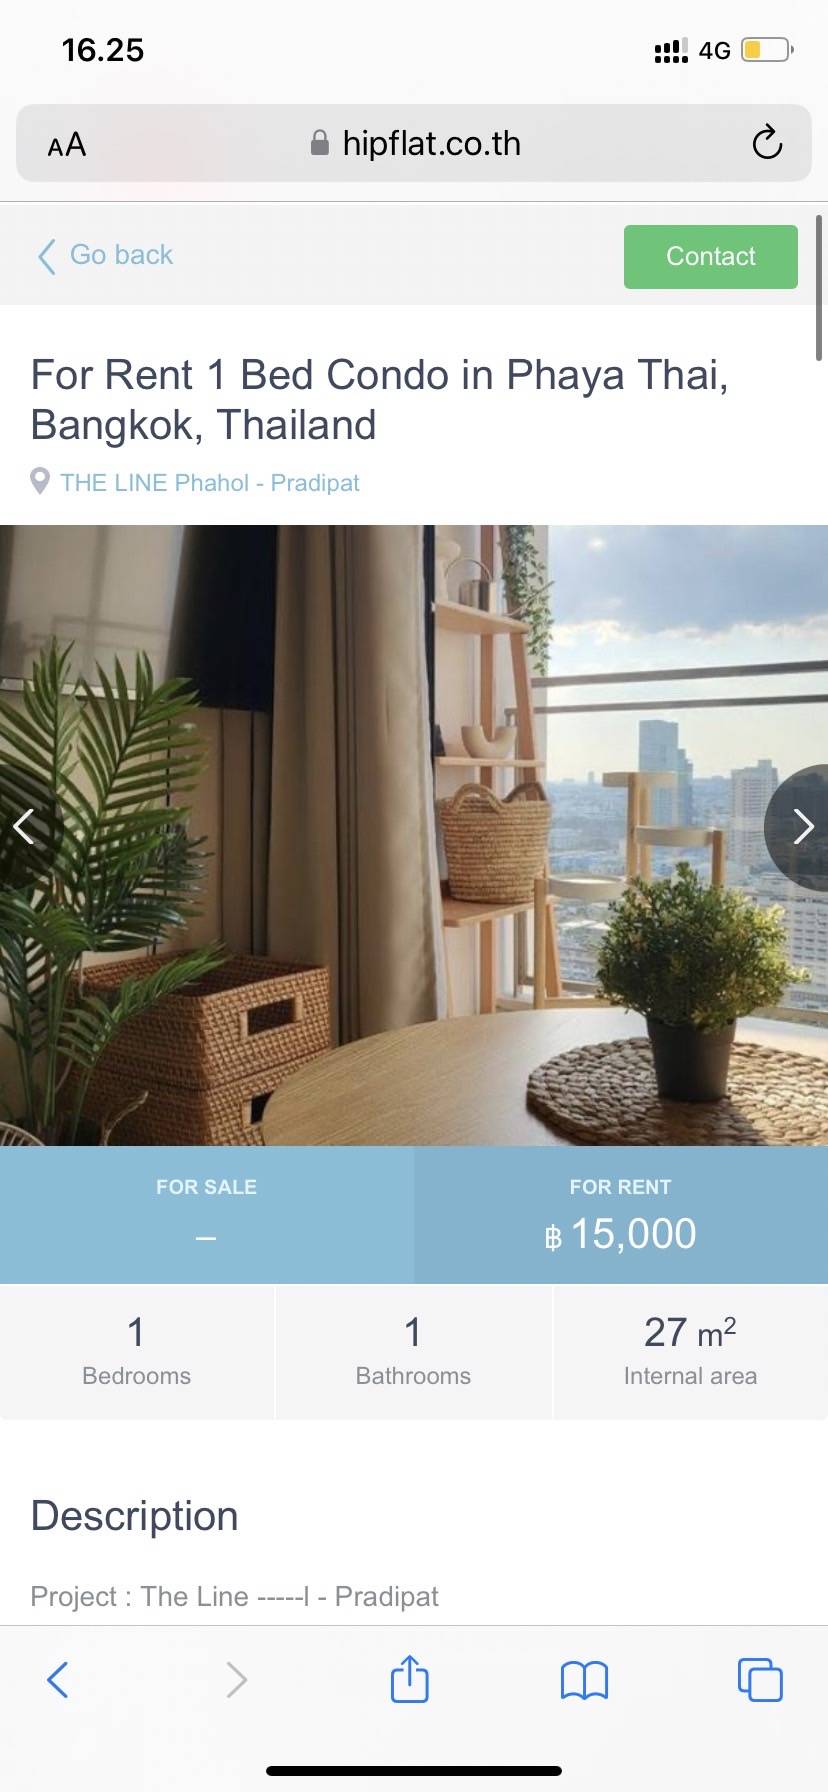 16.25
4G
AA
hipflat.co.th
Go back
Contact
For Rent 1 Bed Condo in Phaya Thai,
Bangkok, Thailand
THE LINE Phahol - Pradipat
FOR SALE
–
FOR RENT
฿ 15,000
1
Bedrooms
1
Bathrooms
27 m²
Internal area
Description
Project : The Line -----l - Pradipat